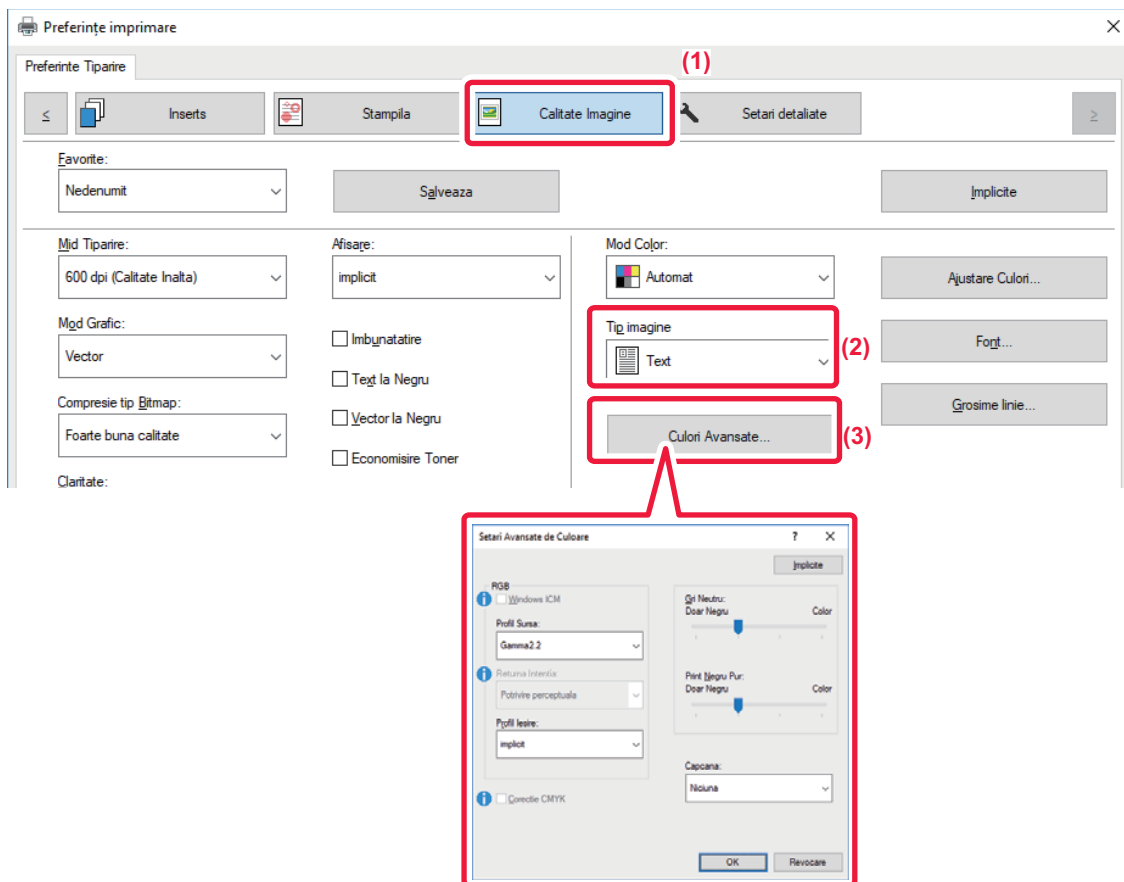 Preferințe imprimare
Preferinte Tiparire
(1)
<
Inserts
Stampila
Calitate Imagine
Setari detaliate
>
Favorite:
Nedenumit
Salveaza
Implicite
Mid Tiparire:
600 dpi (Calitate Inalta)
Afisare:
implicit
Mod Color:
Automat
Ajustare Culori...
Mod Grafic:
Vector
Imbunatatire
Tip imagine
Text
(2)
Font...
Text la Negru
Compresie tip Bitmap:
Foarte buna calitate
Vector la Negru
Culori Avansate...
(3)
Grosime linie...
Economisire Toner
Claritate:
Setari Avansate de Culoare
?
Implicite
RGB
Windows ICM
Profil Sursa:
Gamma2.2
Returna Intentia:
Potrivire perceptuala
Profil Iesire:
implicit
Corectie CMYK
Gri Neutru:
Doar Negru Color
Print Negru Pur:
Doar Negru Color
Capcana:
Niciuna
OK
Revocare